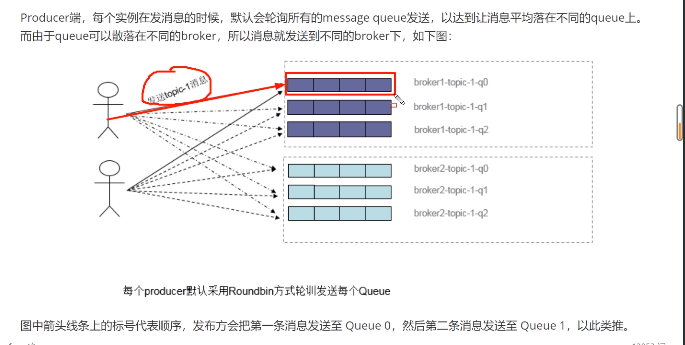 Producer端，每个实例在发消息的时候，默认会轮询所有的message queue发送，以达到让消息平均落在不同的queue上。
而由于queue可以散落在不同的broker，所以消息就发送到不同的broker下，如下图：
发送topic-1消息
broker1-topic-1-q0
broker1-topic-1-q1
broker1-topic-1-q2
broker2-topic-1-q0
broker2-topic-1-q1
broker2-topic-1-q2
每个producer默认采用Roundbin方式轮训发送每个Queue
图中箭头线条上的标号代表顺序，发布方会把第一条消息发送至 Queue 0，然后第二条消息发送至 Queue 1，以此类推。